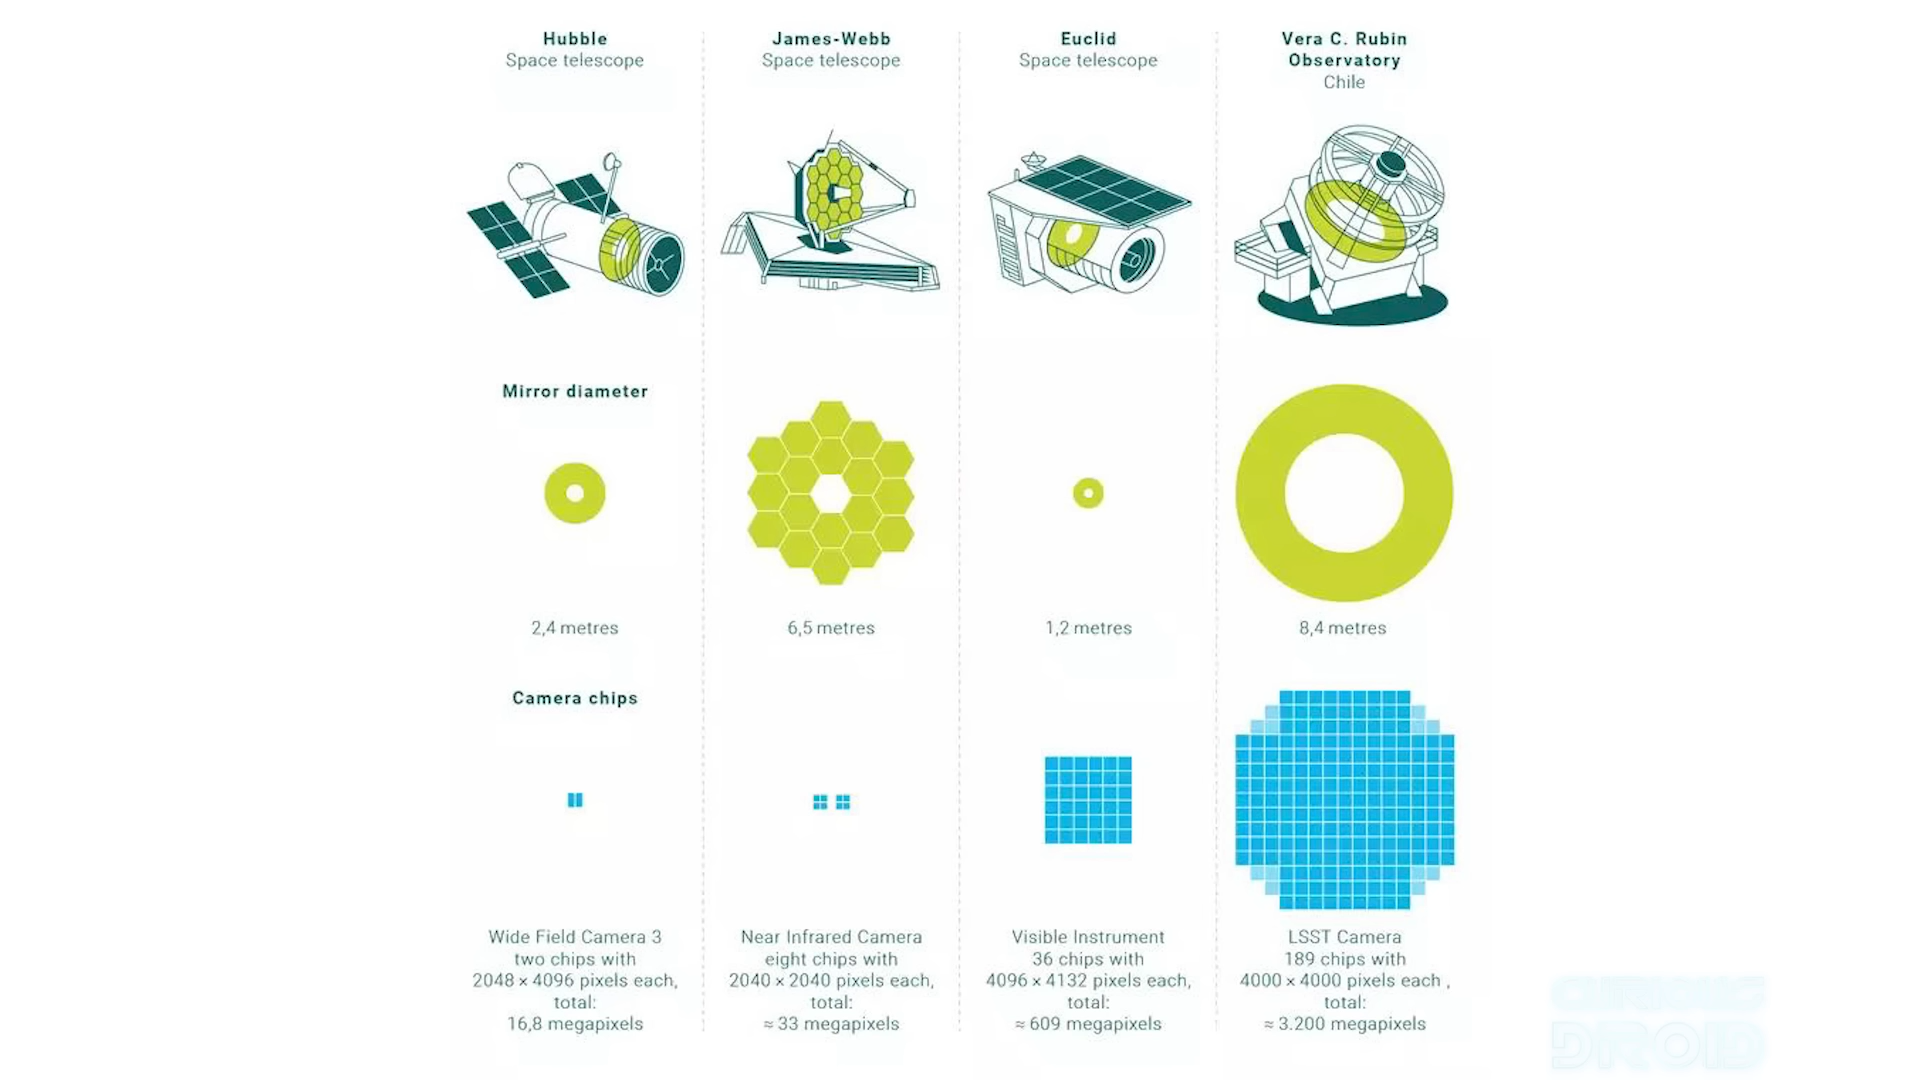 Hubble
Space telescope
James-Webb
Space telescope
Euclid
Space telescope
Vera C. Rubin
Observatory
Chile
Mirror diameter
2,4 metres
6,5 metres
1,2 metres
8,4 metres
Camera chips
Wide Field Camera 3
two chips with
2048 × 4096 pixels each,
total:
16,8 megapixels
Near Infrared Camera
eight chips with
2040 × 2040 pixels each,
total:
≈ 33 megapixels
Visible Instrument
36 chips with
4096 × 4132 pixels each,
total:
≈ 609 megapixels
LSST Camera
189 chips with
4000 × 4000 pixels each ,
total:
≈ 3.200 megapixels
CURIOUS
DROID